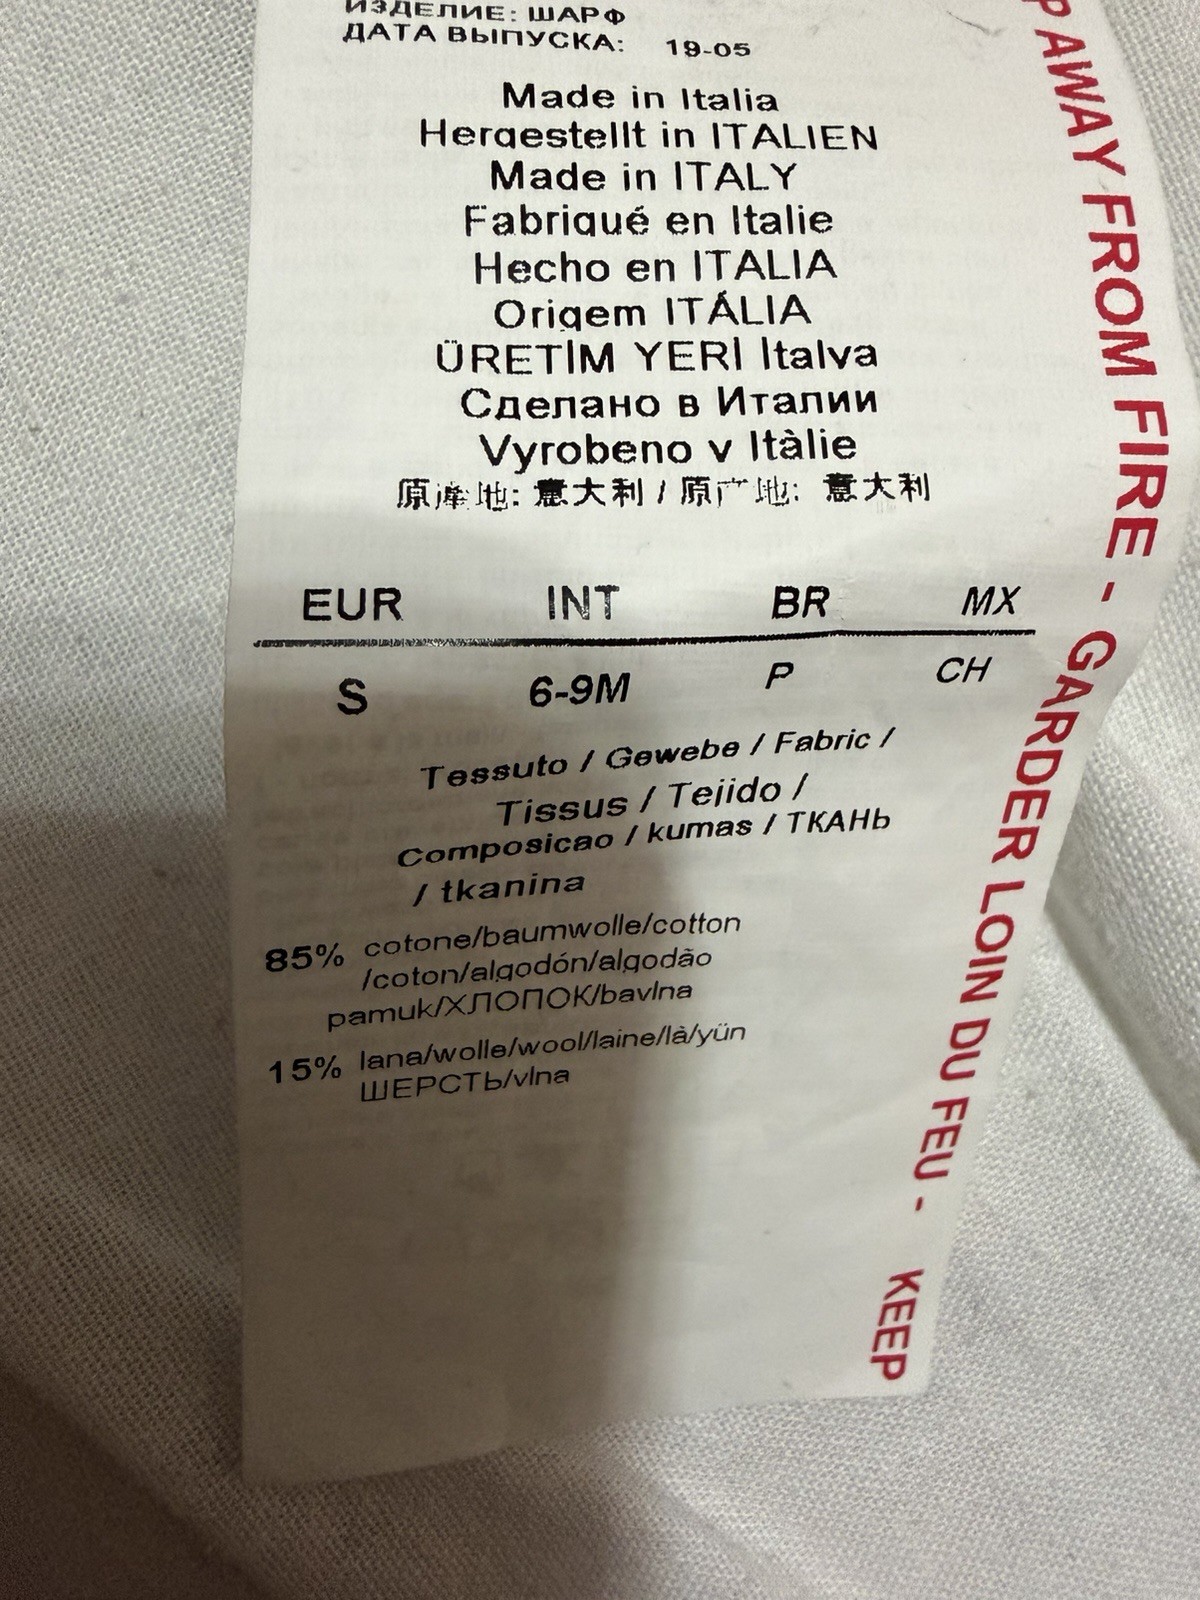 ИЗДЕЛИЕ: ШАРФ
ДАТА ВЫПУСКА: 19-05
Made in Italia
Hergestellt in ITALIEN
Made in ITALY
Fabriqué en Italie
Hecho en ITALIA
Origem ITÁLIA
ÜRETİM YERİ Italya
Сделано в Италии
Vyrobeno v Itàlie
原產地: 意大利 / 原产地: 意大利
EUR INT BR MX
S 6-9M P CH
Tessuto / Gewebe / Fabric /
Tissus / Tejido /
Composicao / kumas / ТКАНЬ
/ tkanina
85% cotone/baumwolle/cotton
/coton/algodón/algodão
pamuk/ХЛОПОК/bavlna
15% lana/wolle/wool/laine/là/yün
ШЕРСТЬ/vlna
P AWAY FROM FIRE - GARDER LOIN DU FEU - KEEP